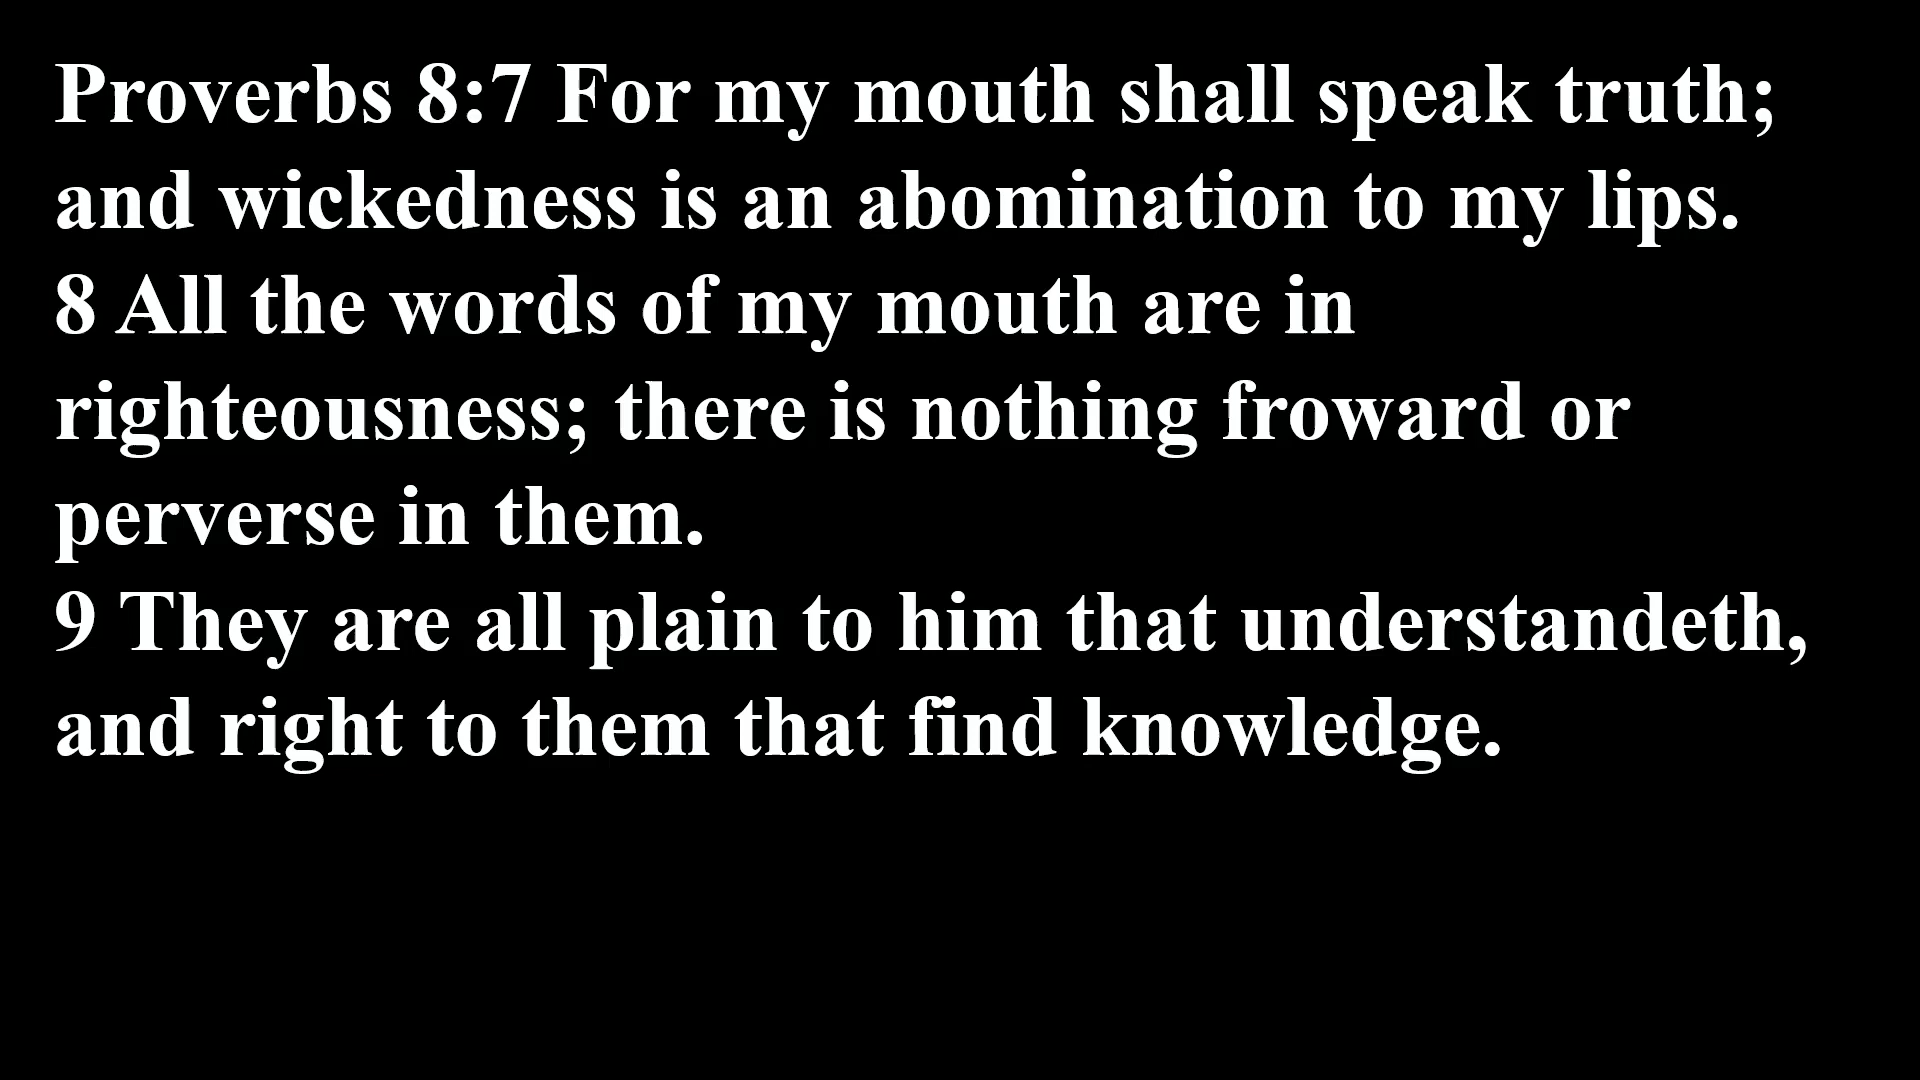 Proverbs 8:7 For my mouth shall speak truth;
and wickedness is an abomination to my lips.
8 All the words of my mouth are in
righteousness; there is nothing froward or
perverse in them.
9 They are all plain to him that understandeth,
and right to them that find knowledge.